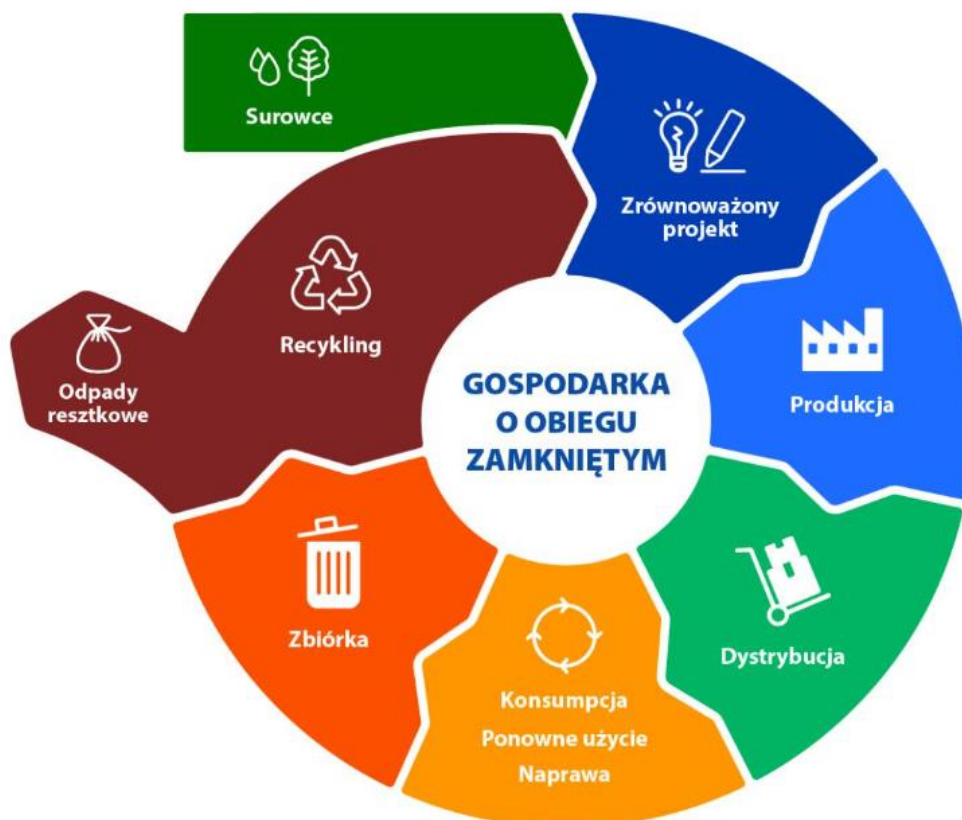 Surowce
Zrównoważony
projekt
Produkcja
Dystrybucja
Konsumpcja
Ponowne użycie
Naprawa
Zbiórka
Recykling
Odpady
resztkowe
GOSPODARKA
O OBIEGU
ZAMKNIĘTYM